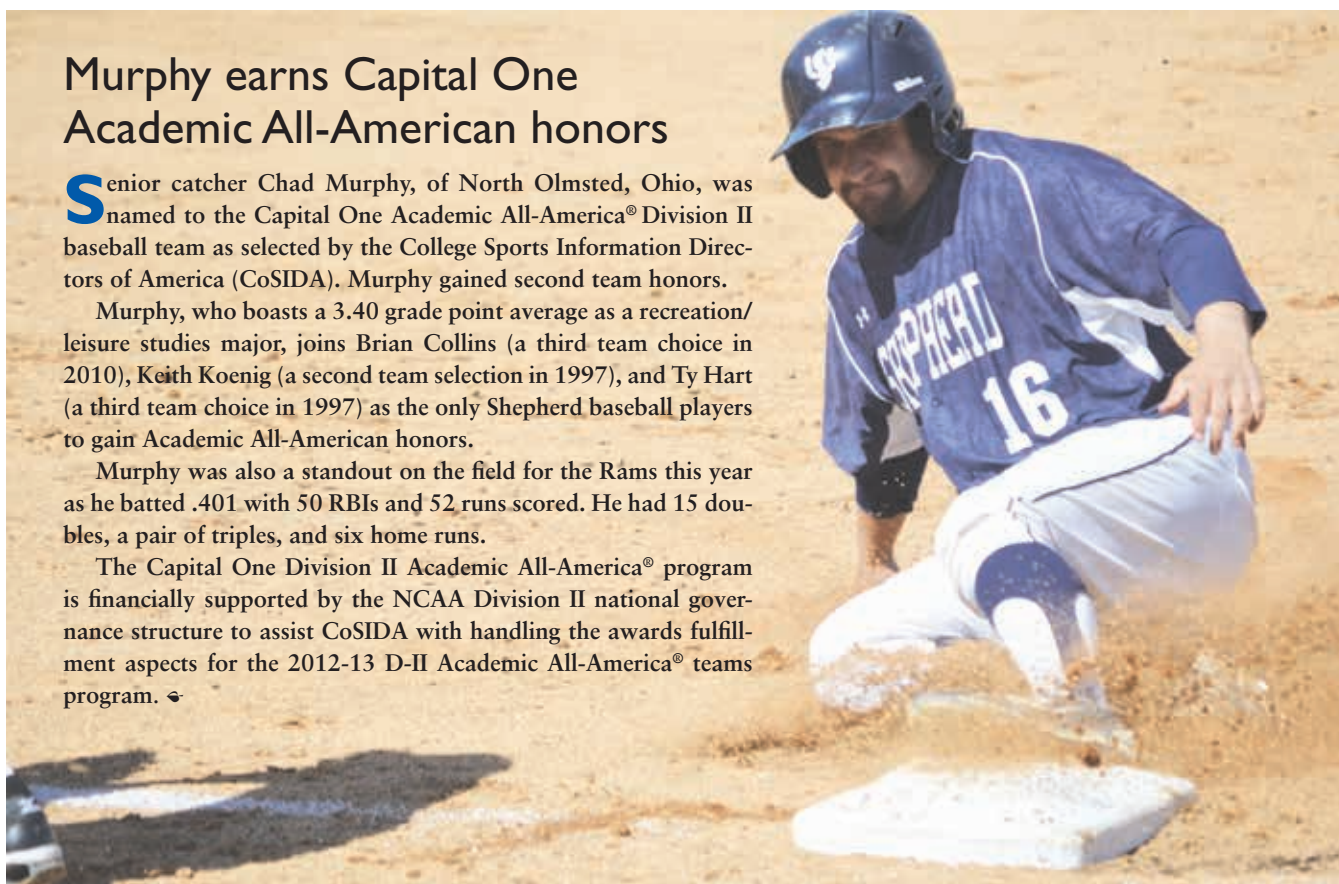 Murphy earns Capital One
Academic All-American honors
Senior catcher Chad Murphy, of North Olmsted, Ohio, was
named to the Capital One Academic All-America® Division II
baseball team as selected by the College Sports Information Direc-
tors of America (CoSIDA). Murphy gained second team honors.
Murphy, who boasts a 3.40 grade point average as a recreation/
leisure studies major, joins Brian Collins (a third team choice in
2010), Keith Koenig (a second team selection in 1997), and Ty Hart
(a third team choice in 1997) as the only Shepherd baseball players
to gain Academic All-American honors.
Murphy was also a standout on the field for the Rams this year
as he batted .401 with 50 RBIs and 52 runs scored. He had 15 dou-
bles, a pair of triples, and six home runs.
The Capital One Division II Academic All-America® program
is financially supported by the NCAA Division II national gover-
nance structure to assist CoSIDA with handling the awards fulfill-
ment aspects for the 2012-13 D-II Academic All-America® teams
program.
Wilson
SHEPHERD
16